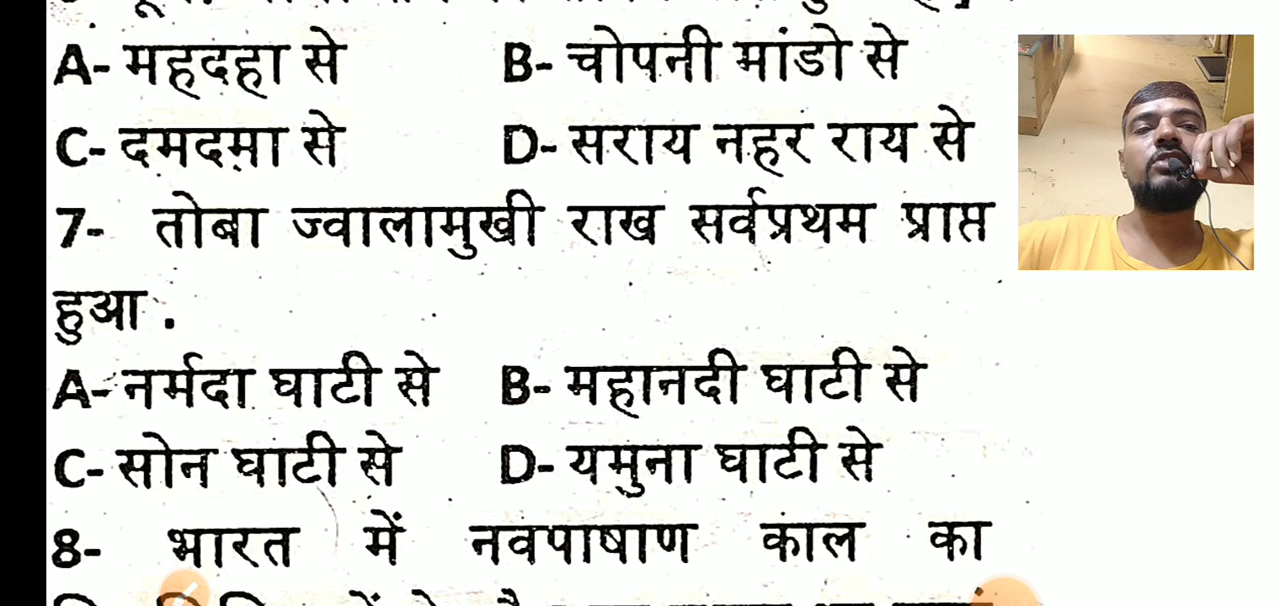 A- महदहा से B- चोपनी मांडो से
C- दमदमा से D- सराय नहर राय से
7- तोबा ज्वालामुखी राख सर्वप्रथम प्राप्त
हुआ .
A- नर्मदा घाटी से B- महानदी घाटी से
C- सोन घाटी से D- यमुना घाटी से
8- भारत में नवपाषाण काल का